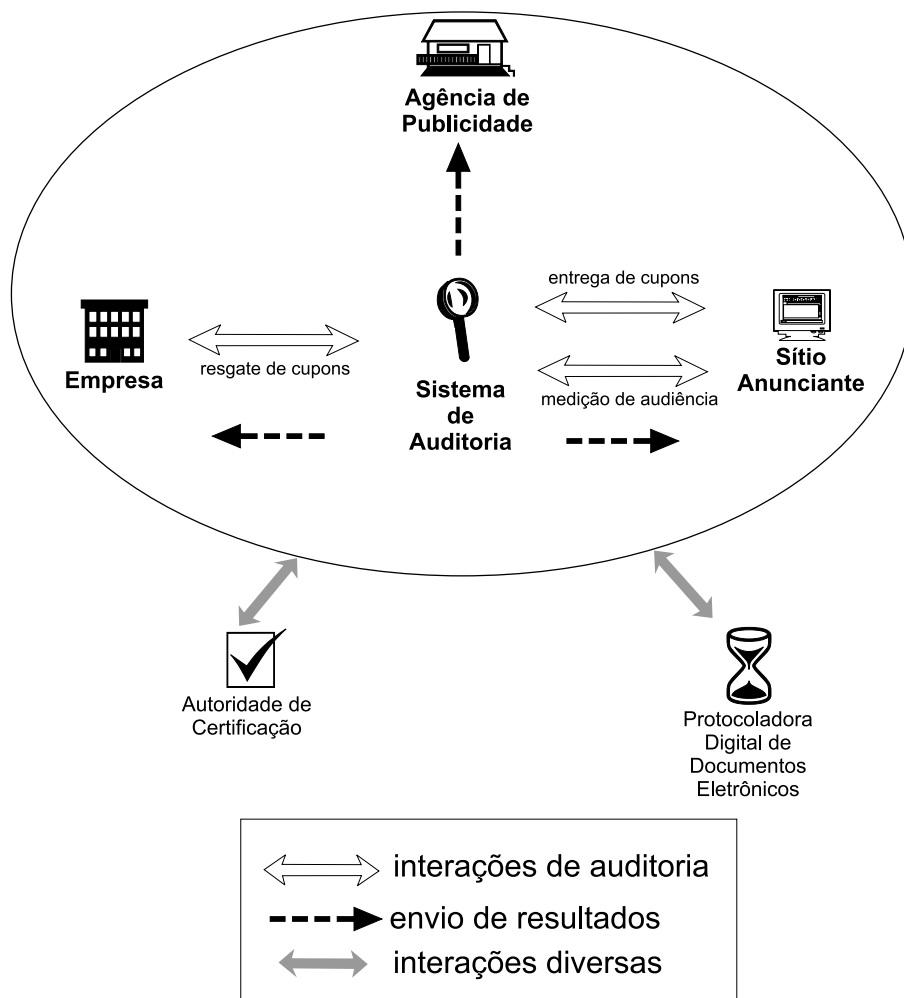 Agência de
Publicidade
entrega de cupons
Empresa
resgate de cupons
Sistema
de
Auditoria
medição de audiência
Sítio
Anunciante
Autoridade de
Certificação
Protocoladora
Digital de
Documentos
Eletrônicos
interações de auditoria
envio de resultados
interações diversas